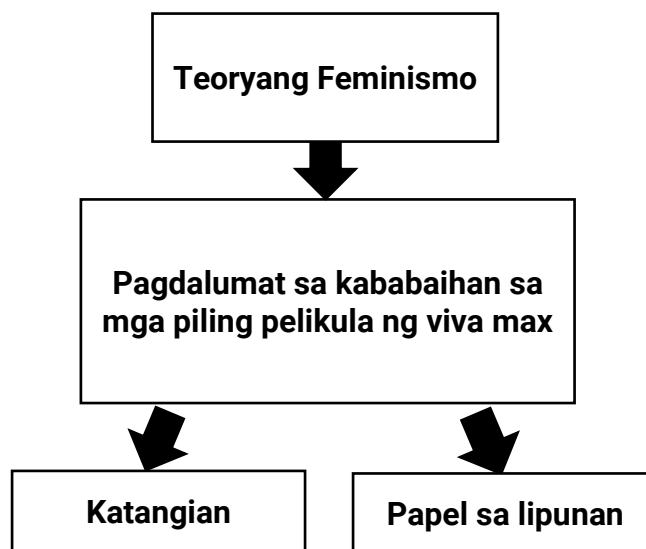 Teoryang Feminismo
Pagdalumat sa kababaihan sa
mga piling pelikula ng viva max
Katangian
Papel sa lipunan